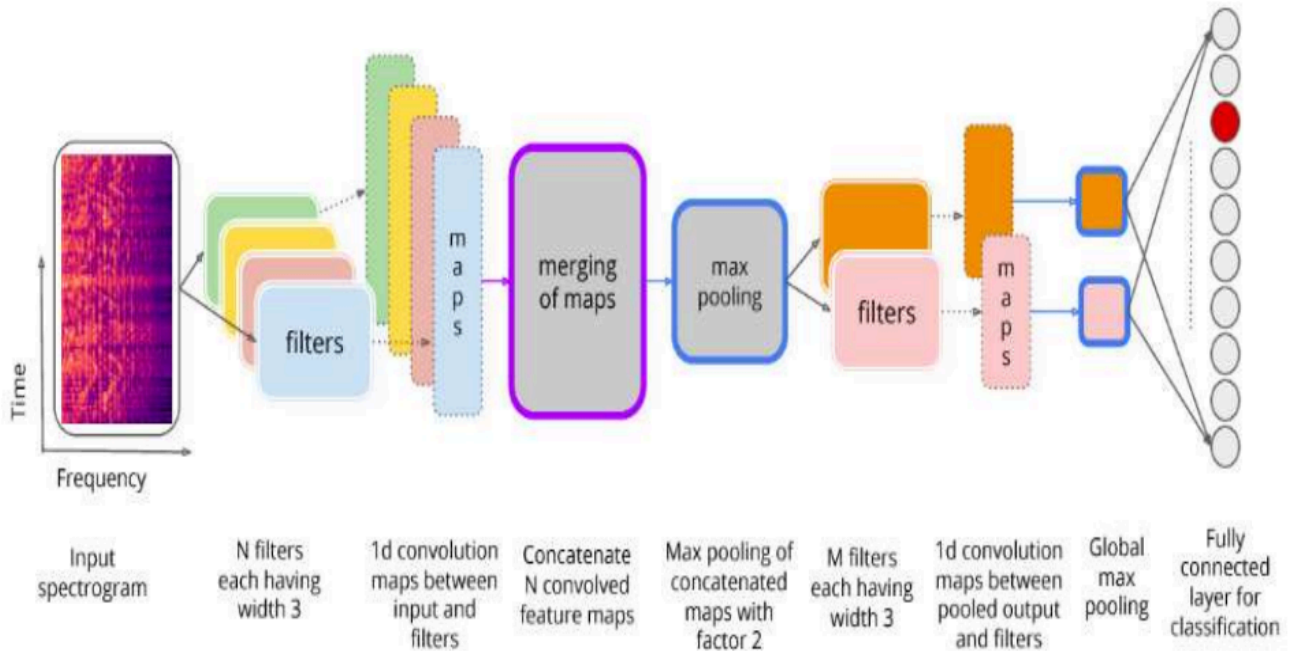 Time
Frequency
filters
m
a
p
s
merging
of maps
max
pooling
filters
m
a
p
s
Input
spectrogram
N filters
each having
width 3
1d convolution
maps between
input and
filters
Concatenate
N convolved
feature maps
Max pooling of
concatenated
maps with
factor 2
M filters
each having
width 3
1d convolution
maps between
pooled output
and filters
Global
max
pooling
Fully
connected
layer for
classification